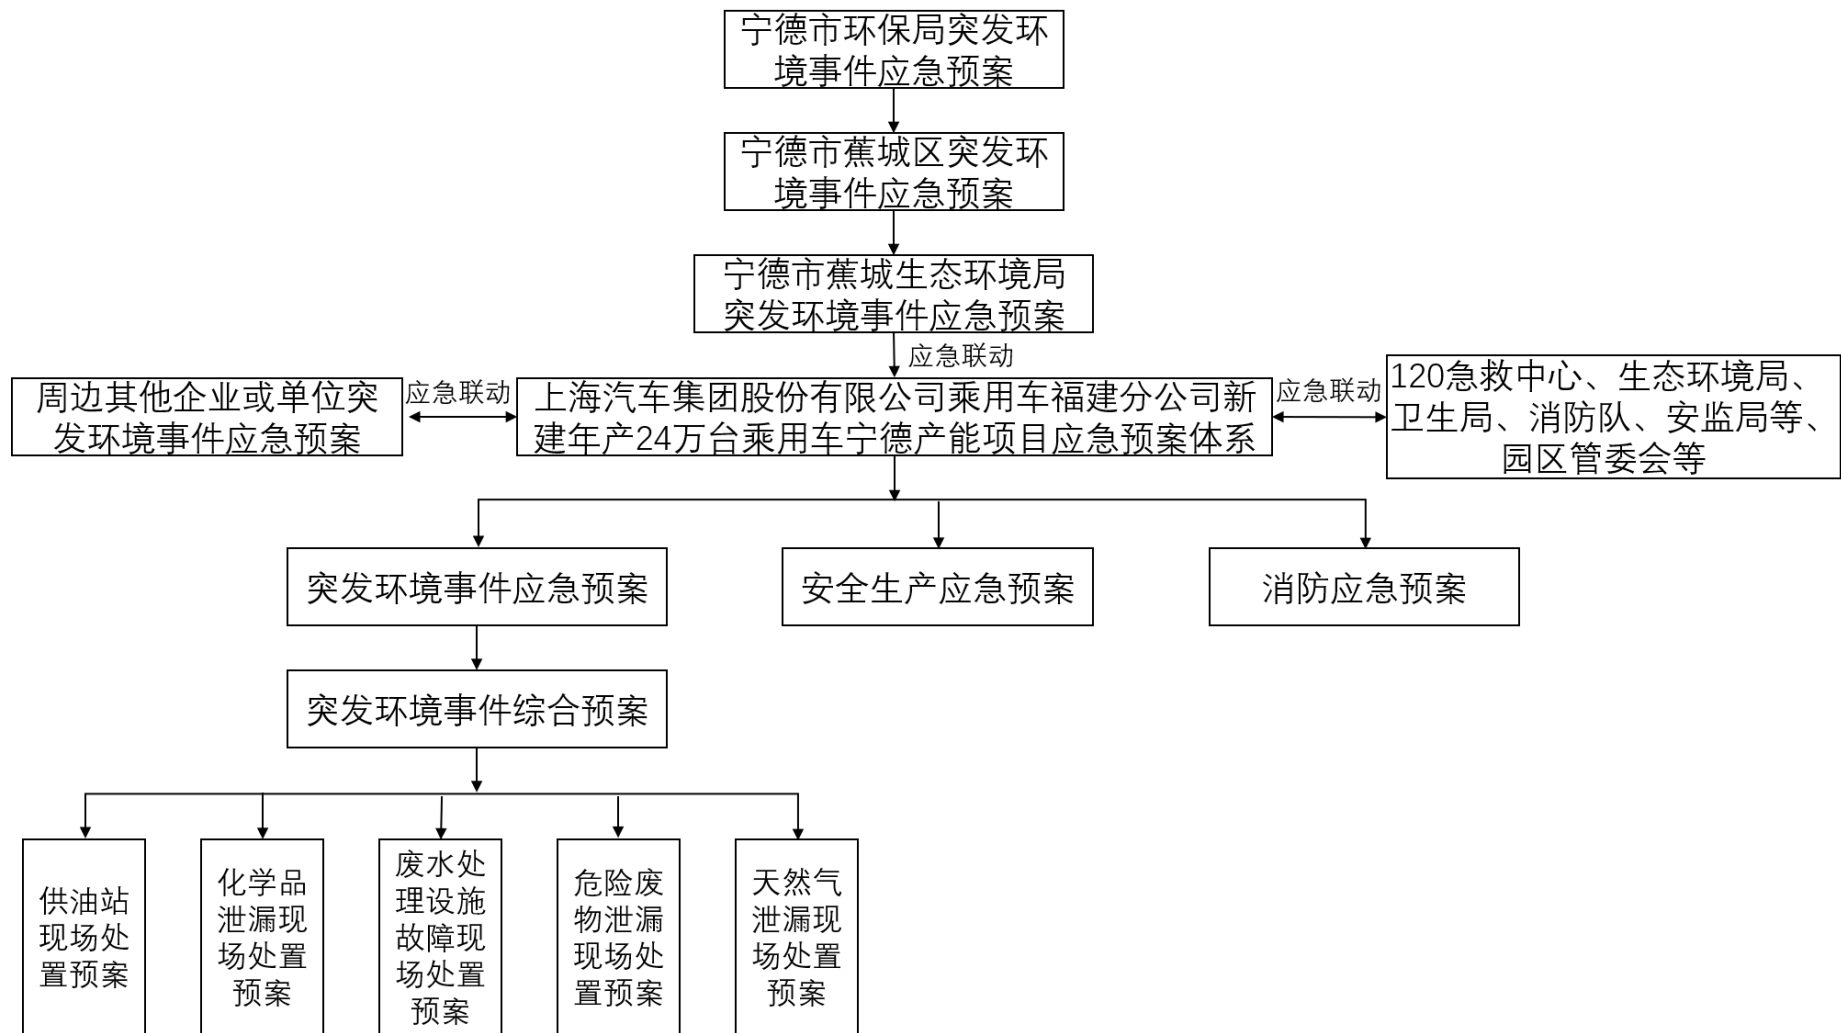 宁德市环保局突发环
境事件应急预案
宁德市蕉城区突发环
境事件应急预案
宁德市蕉城生态环境局
突发环境事件应急预案
应急联动
周边其他企业或单位突
发环境事件应急预案
应急联动
上海汽车集团股份有限公司乘用车福建分公司新
建年产24万台乘用车宁德产能项目应急预案体系
应急联动
120急救中心、生态环境局、
卫生局、消防队、安监局等、
园区管委会等
突发环境事件应急预案
安全生产应急预案
消防应急预案
突发环境事件综合预案
供油站
现场处
置预案
化学品
泄漏现
场处置
预案
废水处
理设施
故障现
场处置
预案
危险废
物泄漏
现场处
置预案
天然气
泄漏现
场处置
预案